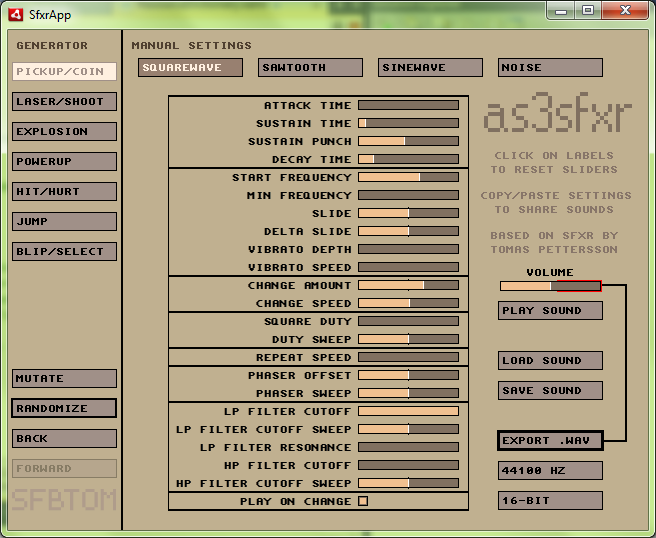 SfxrApp
GENERATOR
PICKUP/COIN
LASER/SHOOT
EXPLOSION
POWERUP
HIT/HURT
JUMP
BLIP/SELECT
MUTATE
RANDOMIZE
BACK
FORWARD
SFBTOM
MANUAL SETTINGS
SQUAREWAVE
SAWTOOTH
SINEWAVE
NOISE
ATTACK TIME
SUSTAIN TIME
SUSTAIN PUNCH
DECAY TIME
START FREQUENCY
MIN FREQUENCY
SLIDE
DELTA SLIDE
VIBRATO DEPTH
VIBRATO SPEED
CHANGE AMOUNT
CHANGE SPEED
SQUARE DUTY
DUTY SWEEP
REPEAT SPEED
PHASER OFFSET
PHASER SWEEP
LP FILTER CUTOFF
LP FILTER CUTOFF SWEEP
LP FILTER RESONANCE
HP FILTER CUTOFF
HP FILTER CUTOFF SWEEP
PLAY ON CHANGE
as3sfxr
CLICK ON LABELS
TO RESET SLIDERS
COPY/PASTE SETTINGS
TO SHARE SOUNDS
BASED ON SFXR BY
TOMAS PETTERSSON
VOLUME
PLAY SOUND
LOAD SOUND
SAVE SOUND
EXPORT .WAV
44100 HZ
16-BIT